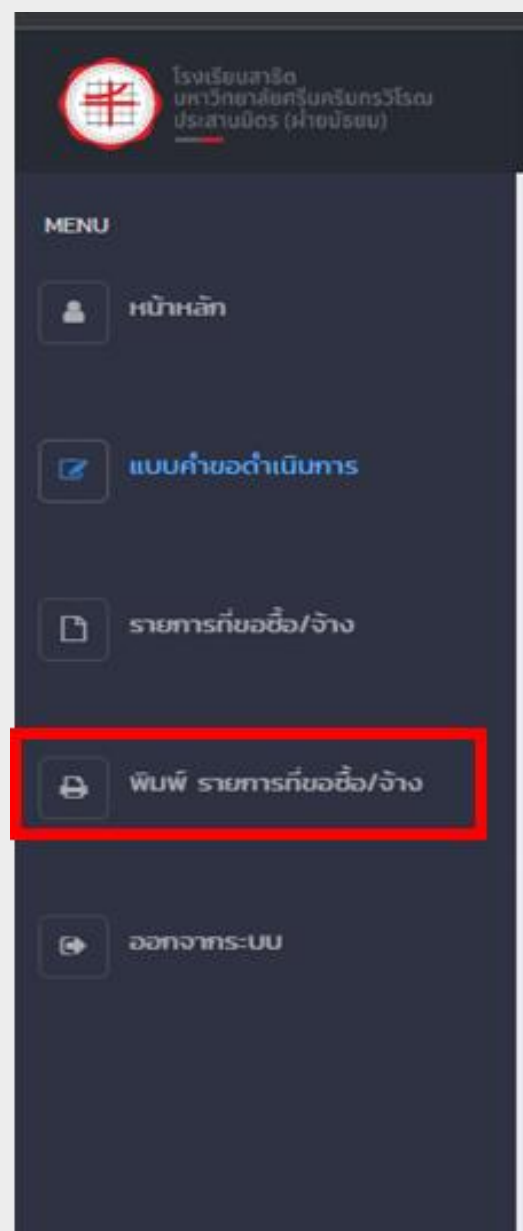 โรงเรียนสาธิต
มหาวิทยาลัยศรีนครินทรวิโรฒ
ประสานมิตร (ฝ่ายมัธยม)
MENU
หน้าหลัก
แบบคำขอดำเนินการ
รายการที่ขอซื้อ/จ้าง
พิมพ์ รายการที่ขอซื้อ/จ้าง
ออกจากระบบ